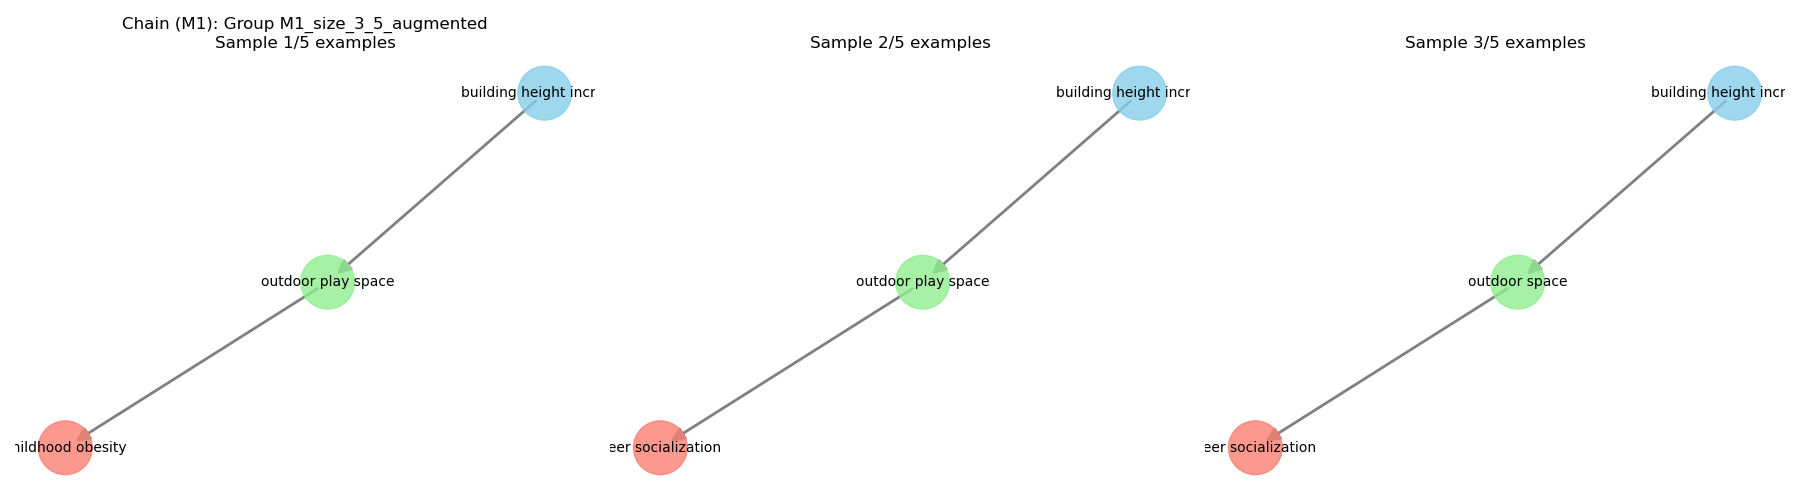 Chain (M1): Group M1_size_3_5_augmented
Sample 1/5 examples
building height incr
outdoor play space
hildhood obesity
Sample 2/5 examples
building height incr
outdoor play space
eer socialization
Sample 3/5 examples
building height incr
outdoor space
eer socialization